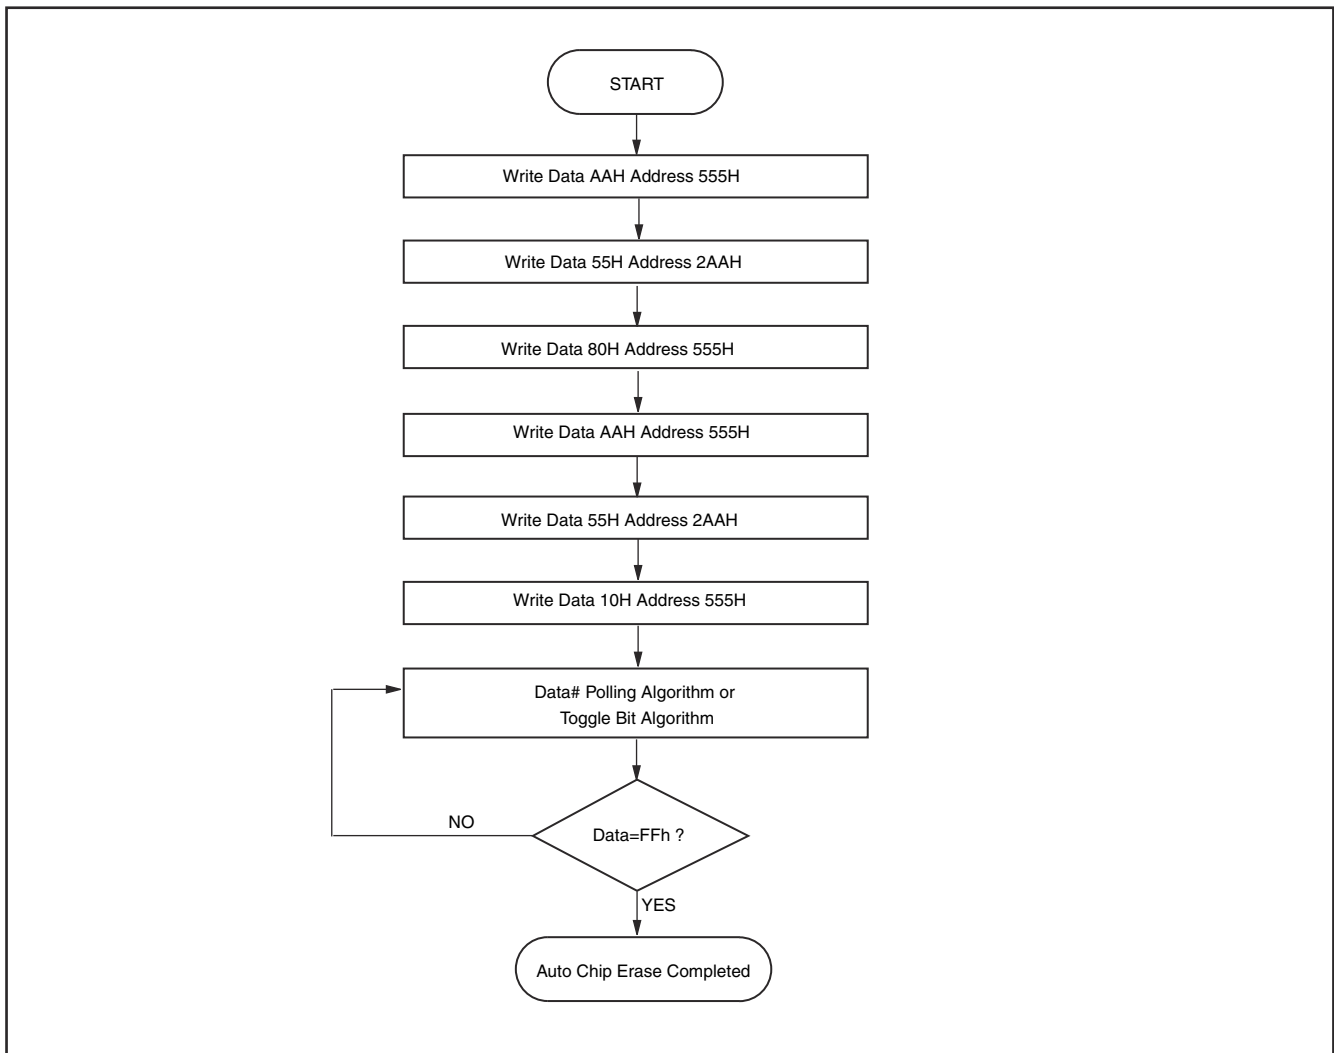 START
Write Data AAH Address 555H
Write Data 55H Address 2AAH
Write Data 80H Address 555H
Write Data AAH Address 555H
Write Data 55H Address 2AAH
Write Data 10H Address 555H
Data# Polling Algorithm or
Toggle Bit Algorithm
NO
Data=FFh ?
YES
Auto Chip Erase Completed